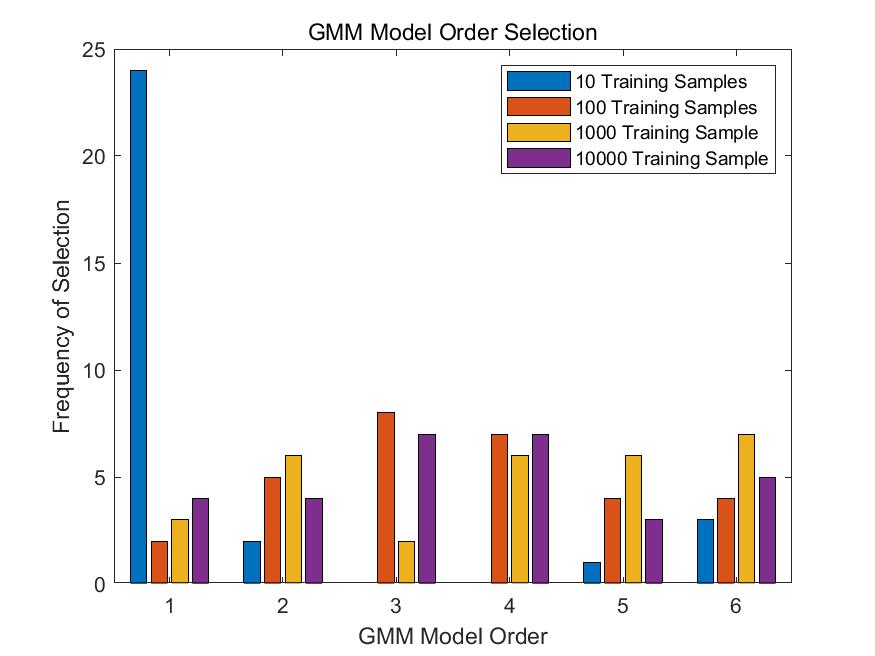 GMM Model Order Selection
25
20
15
10
5
0
Frequency of Selection
10 Training Samples
100 Training Samples
1000 Training Sample
10000 Training Sample
1 2 3 4 5 6
GMM Model Order